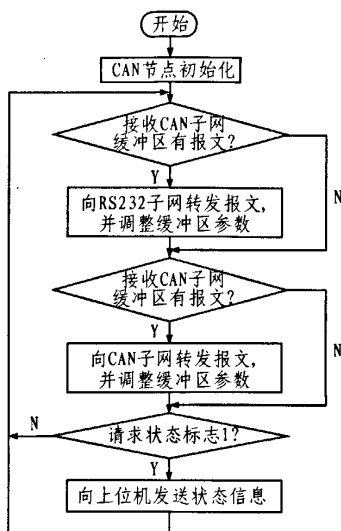 开始
CAN节点初始化
接收CAN子网
缓冲区有报文?
Y
N
向RS232子网转发报文,
并调整缓冲区参数
接收CAN子网
缓冲区有报文?
Y
N
向CAN子网转发报文,
并调整缓冲区参数
N
请求状态标志1?
Y
向上位机发送状态信息